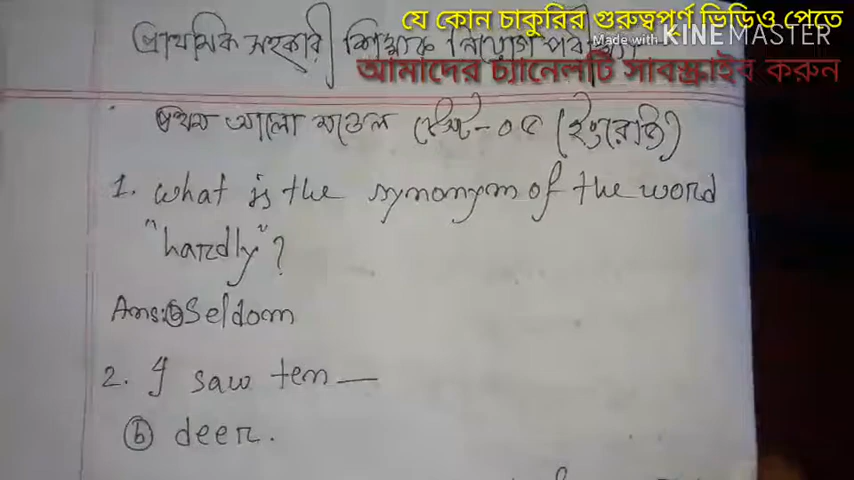 যে কোন চাকুরির গুরুত্বপূর্ণ ভিডিও পেতে
Made with KINEMASTER
প্রাথমিক সহকারী শিক্ষক নিয়োগ পরীক্ষা
আমাদের চ্যানেলটি সাবস্ক্রাইব করুন
প্রথম আলো মডেল টেস্ট-০৫ (ইংরেজি)
1. what is the synonym of the word
"hardly"?
Ans: ⓑ Seldom
2. I saw ten —
ⓑ deer.